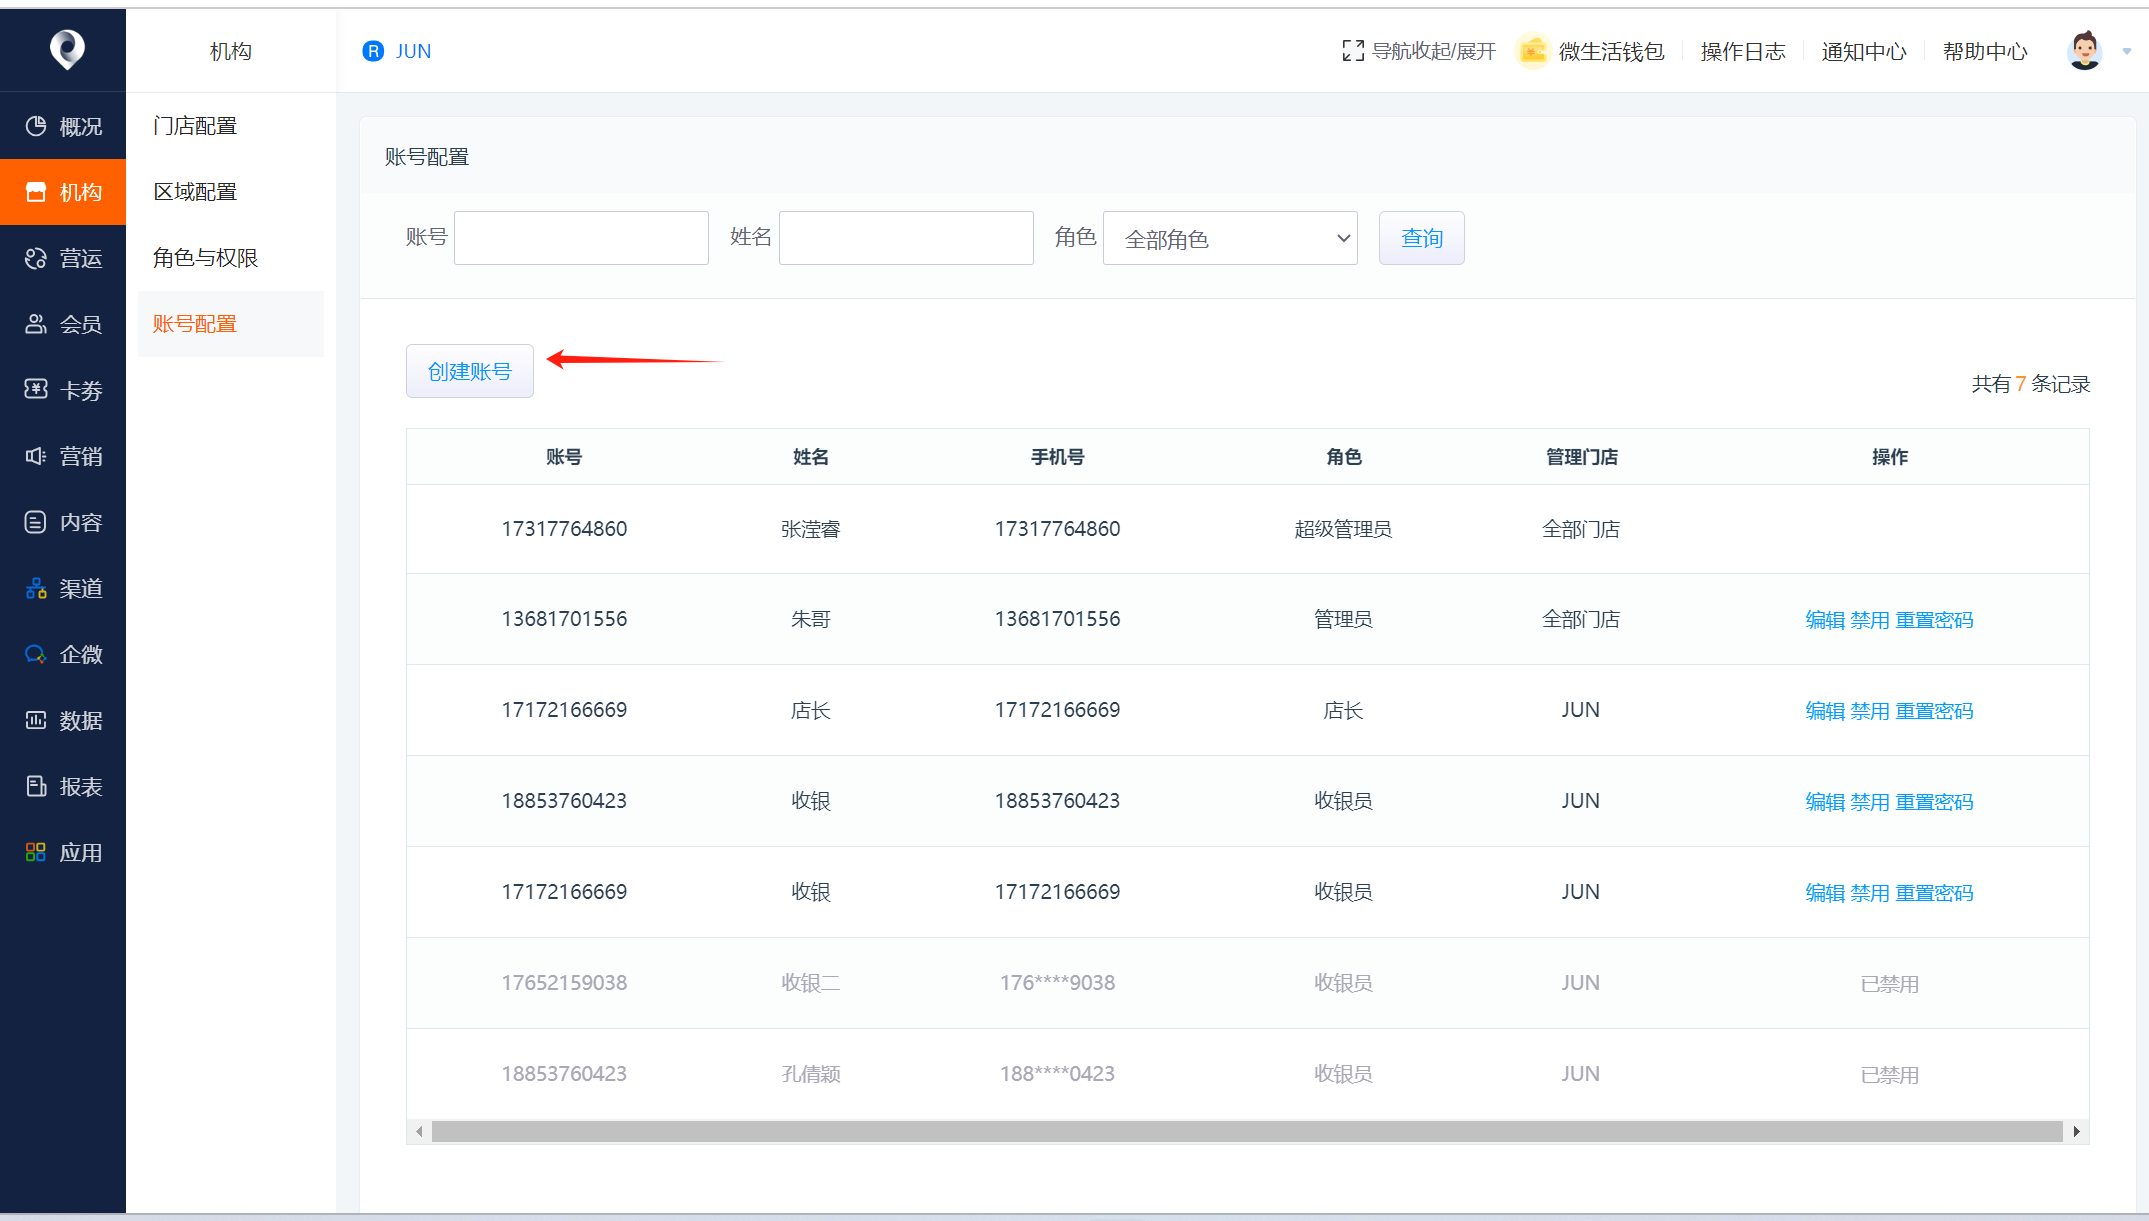 机构
R JUN
导航收起/展开 微生活钱包 操作日志 通知中心 帮助中心
概况
机构
营运
会员
卡券
营销
内容
渠道
企微
数据
报表
应用
门店配置
区域配置
角色与权限
账号配置
账号配置
账号 姓名 角色 全部角色 查询
创建账号
共有 7 条记录
账号 姓名 手机号 角色 管理门店 操作
17317764860 张滢睿 17317764860 超级管理员 全部门店
13681701556 朱哥 13681701556 管理员 全部门店 编辑 禁用 重置密码
17172166669 店长 17172166669 店长 JUN 编辑 禁用 重置密码
18853760423 收银 18853760423 收银员 JUN 编辑 禁用 重置密码
17172166669 收银 17172166669 收银员 JUN 编辑 禁用 重置密码
17652159038 收银二 176****9038 收银员 JUN 已禁用
18853760423 孔倩颖 188****0423 收银员 JUN 已禁用